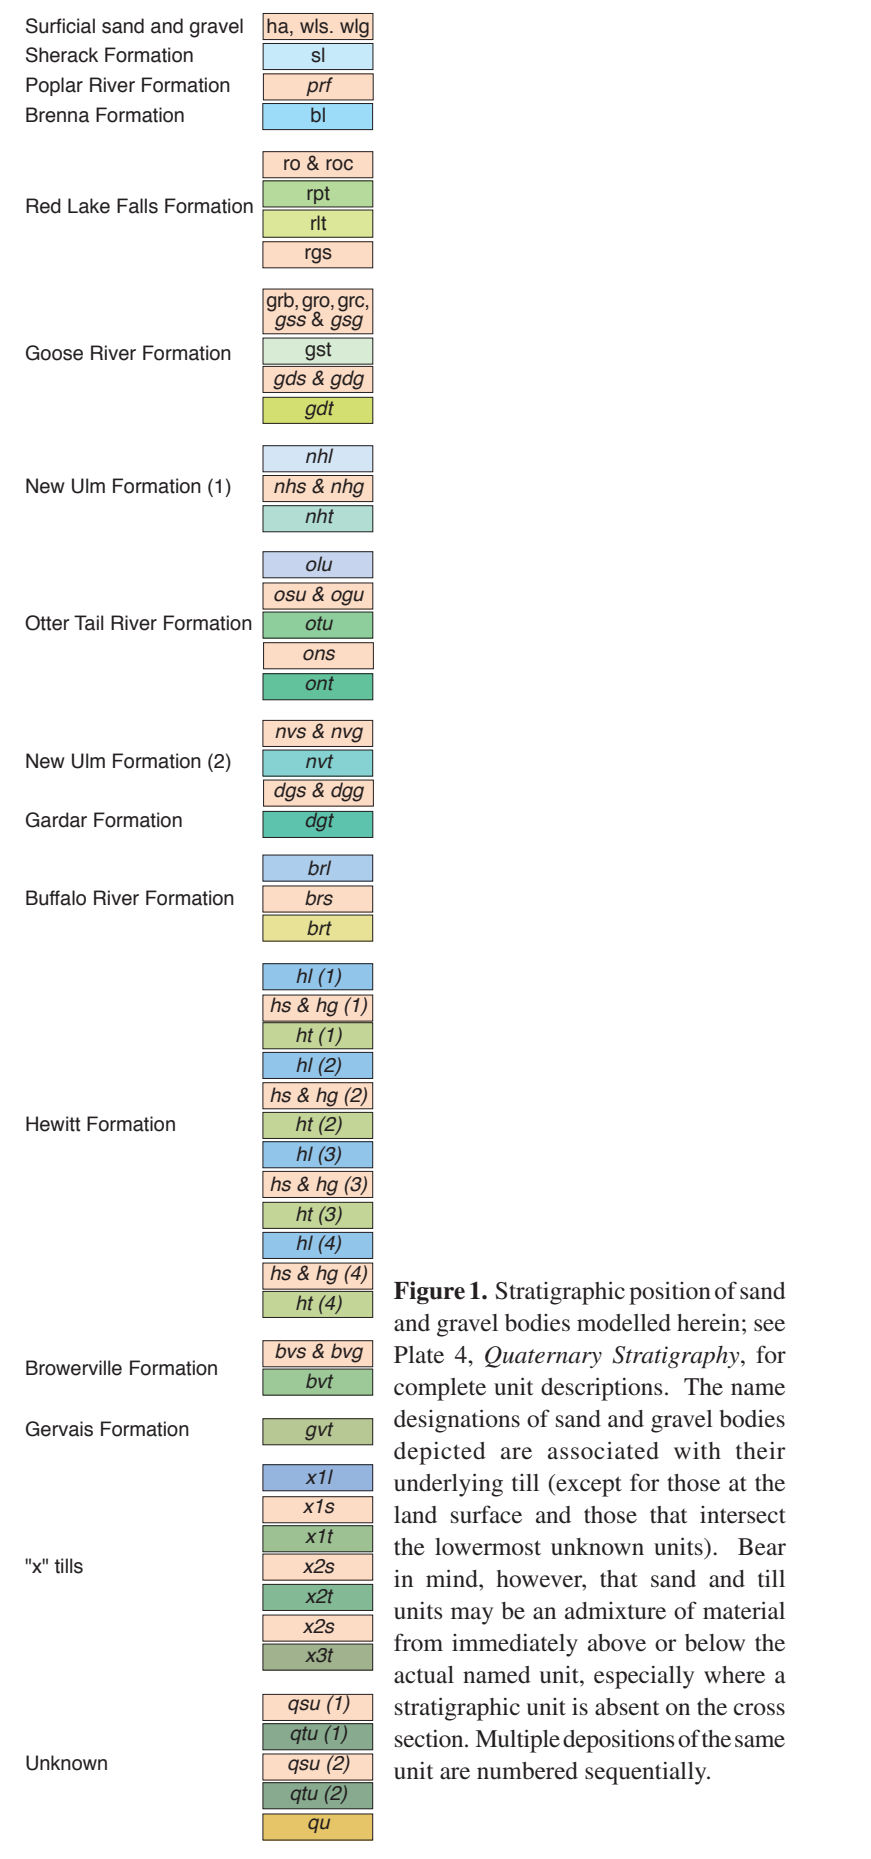 Surficial sand and gravel ha, wls. wlg
Sherack Formation sl
Poplar River Formation prf
Brenna Formation bl
ro & roc
rpt
Red Lake Falls Formation
rlt
rgs
grb, gro, grc,
gss & gsg
Goose River Formation gst
gds & gdg
gdt
nhl
New Ulm Formation (1) nhs & nhg
nht
olu
osu & ogu
Otter Tail River Formation otu
ons
ont
nvs & nvg
New Ulm Formation (2) nvt
dgs & dgg
Gardar Formation dgt
brl
Buffalo River Formation brs
brt
hl (1)
hs & hg (1)
ht (1)
hl (2)
hs & hg (2)
Hewitt Formation ht (2)
hl (3)
hs & hg (3)
ht (3)
hl (4)
hs & hg (4)
ht (4)
bvs & bvg
Browerville Formation
bvt
Gervais Formation gvt
x1l
x1s
x1t
"x" tills x2s
x2t
x2s
x3t
qsu (1)
qtu (1)
Unknown qsu (2)
qtu (2)
qu
Figure 1. Stratigraphic position of sand
and gravel bodies modelled herein; see
Plate 4, Quaternary Stratigraphy, for
complete unit descriptions. The name
designations of sand and gravel bodies
depicted are associated with their
underlying till (except for those at the
land surface and those that intersect
the lowermost unknown units). Bear
in mind, however, that sand and till
units may be an admixture of material
from immediately above or below the
actual named unit, especially where a
stratigraphic unit is absent on the cross
section. Multiple depositions of the same
unit are numbered sequentially.